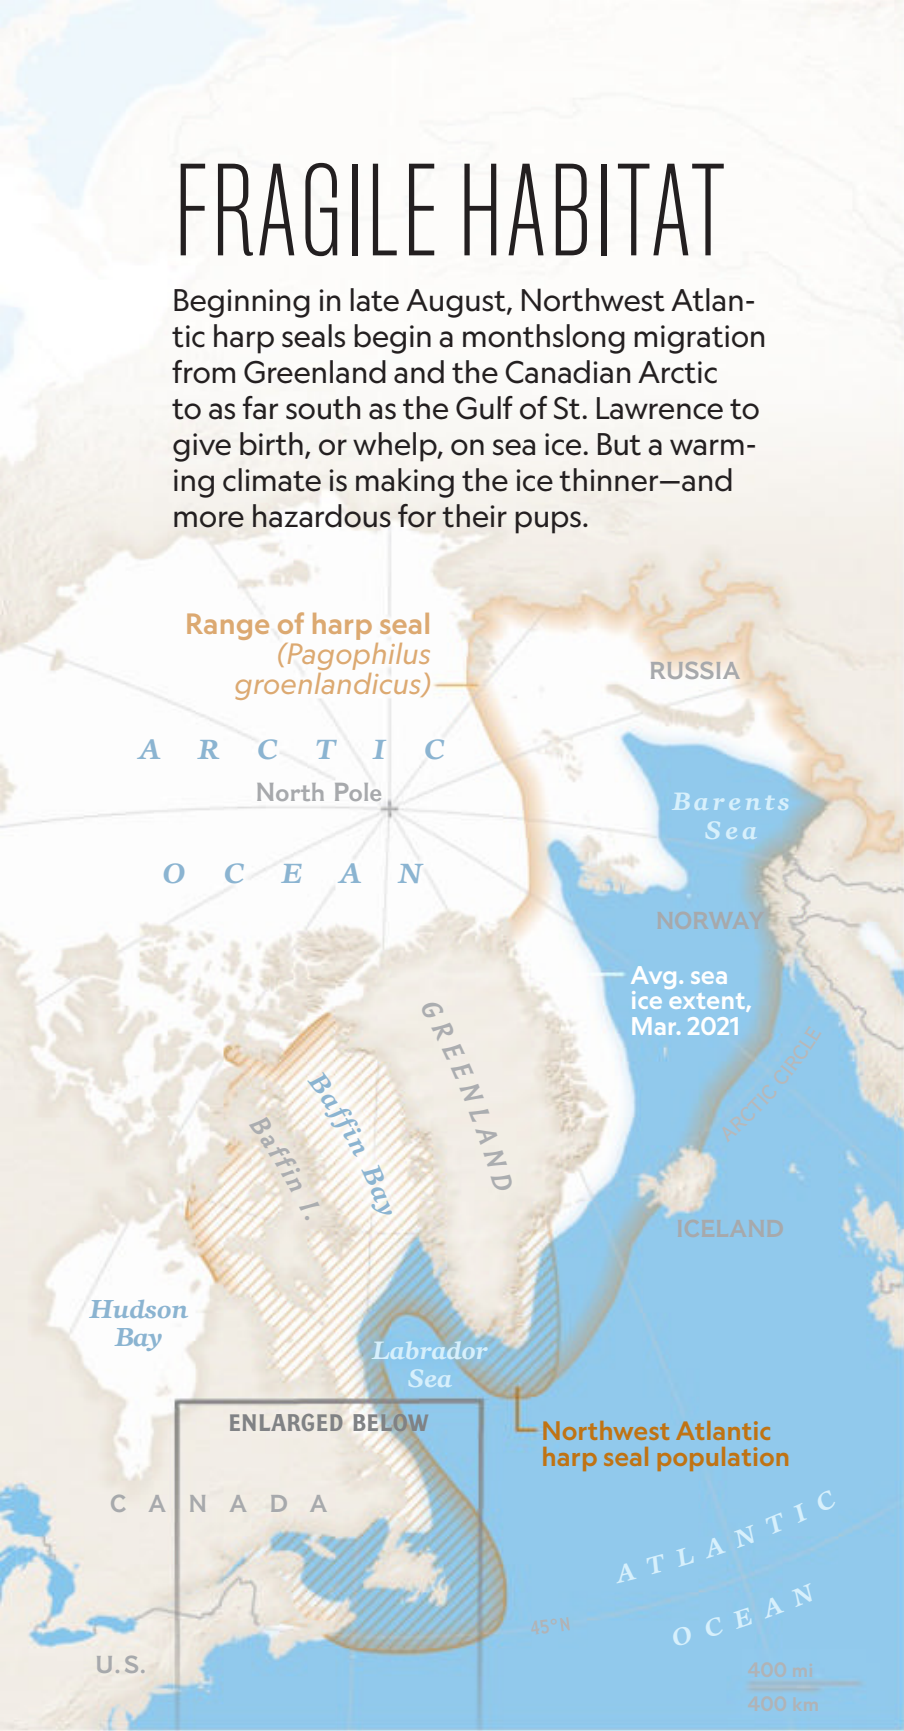 FRAGILE HABITAT
Beginning in late August, Northwest Atlan-
tic harp seals begin a monthslong migration
from Greenland and the Canadian Arctic
to as far south as the Gulf of St. Lawrence to
give birth, or whelp, on sea ice. But a warm-
ing climate is making the ice thinner—and
more hazardous for their pups.
Range of harp seal
(Pagophilus
groenlandicus)
RUSSIA
ARCTIC
North Pole
Barents
Sea
OCEAN
NORWAY
Avg. sea
ice extent,
Mar. 2021
GREENLAND
ARCTIC CIRCLE
Baffin Bay
Baffin I.
ICELAND
Hudson
Bay
Labrador
Sea
ENLARGED BELOW
Northwest Atlantic
harp seal population
CANADA
ATLANTIC
OCEAN
45°N
U.S.
400 mi
400 km